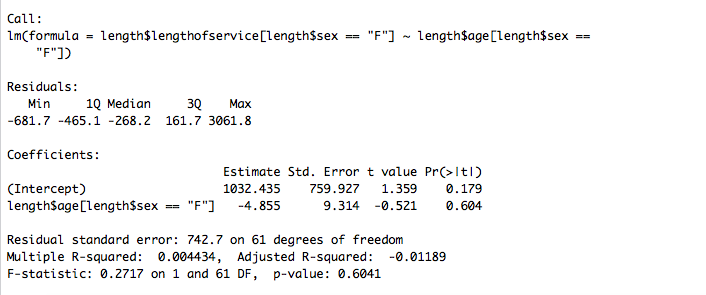 Call:
lm(formula = length$lengthofservice[length$sex == "F"] ~ length$age[length$sex ==
    "F"])

Residuals:
   Min     1Q Median     3Q    Max
-681.7 -465.1 -268.2  161.7 3061.8

Coefficients:
                             Estimate Std. Error t value Pr(>|t|)
(Intercept)                  1032.435    759.927   1.359    0.179
length$age[length$sex == "F"]  -4.855      9.314  -0.521    0.604

Residual standard error: 742.7 on 61 degrees of freedom
Multiple R-squared:  0.004434,  Adjusted R-squared:  -0.01189
F-statistic: 0.2717 on 1 and 61 DF,  p-value: 0.6041